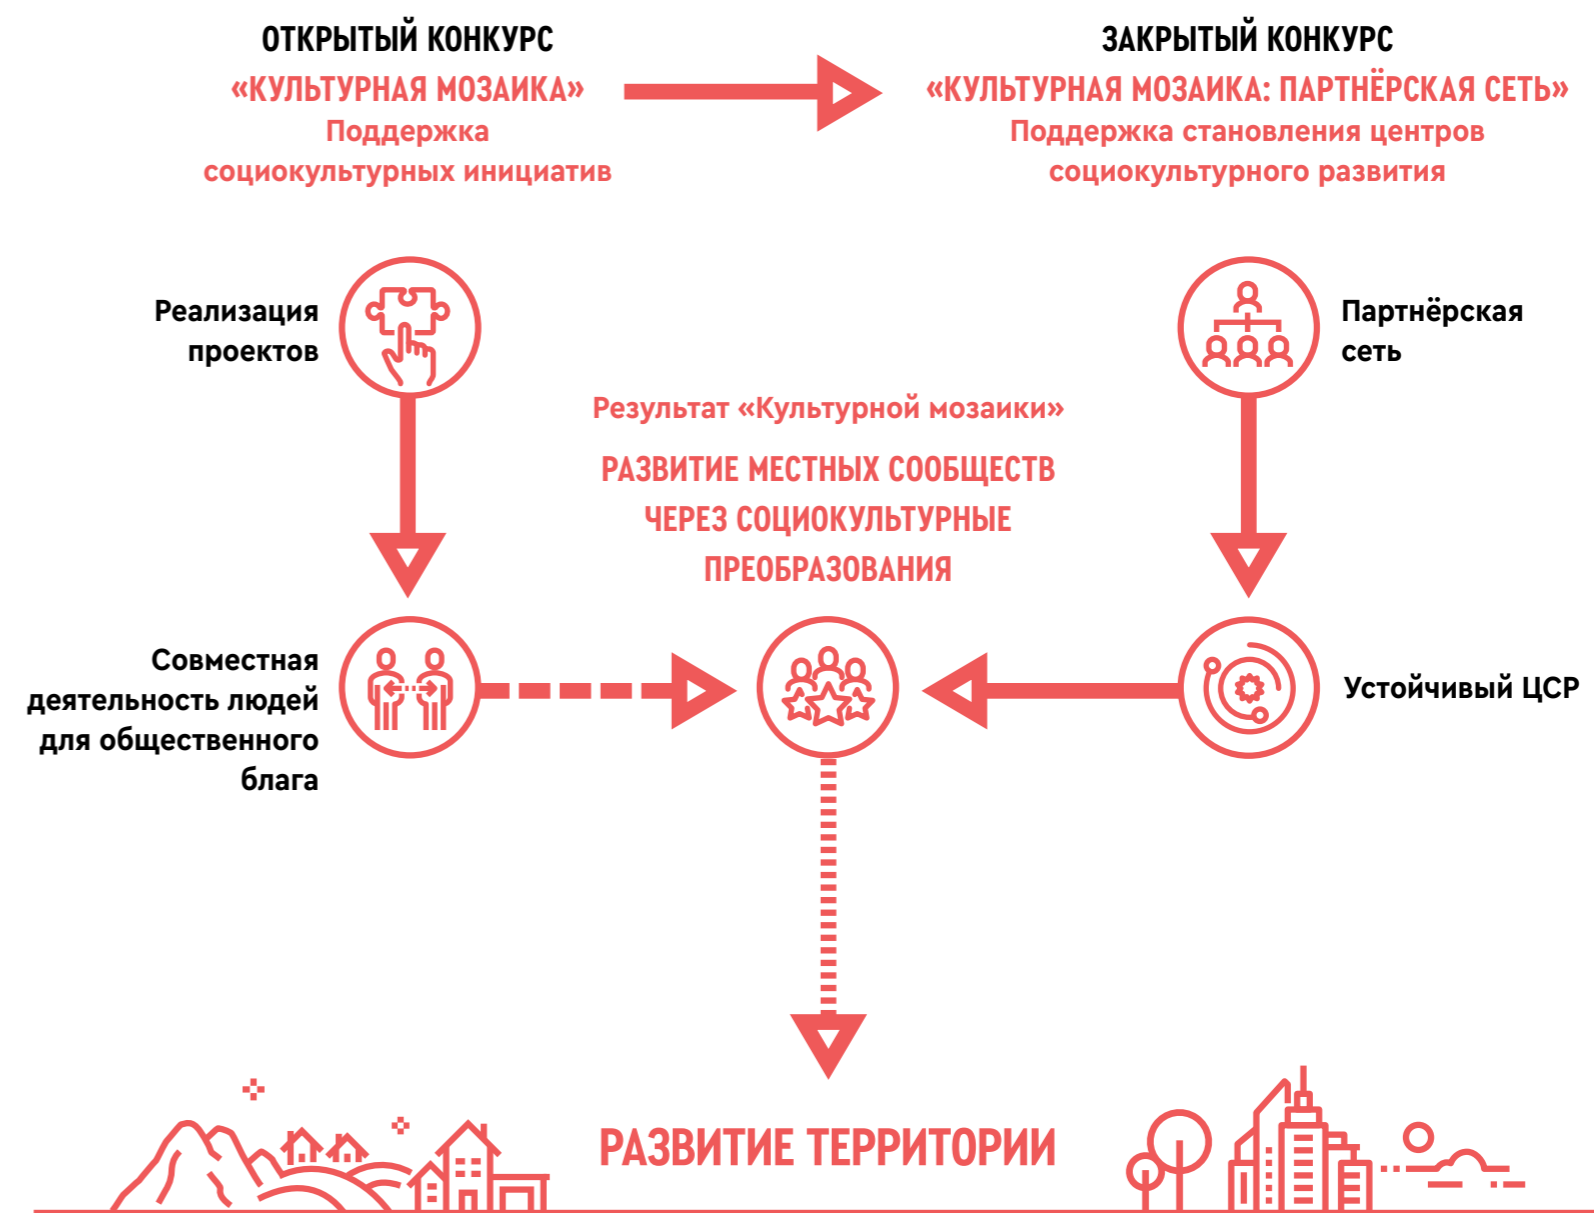 ОТКРЫТЫЙ КОНКУРС
«КУЛЬТУРНАЯ МОЗАИКА»
Поддержка
социокультурных инициатив
ЗАКРЫТЫЙ КОНКУРС
«КУЛЬТУРНАЯ МОЗАИКА: ПАРТНЁРСКАЯ СЕТЬ»
Поддержка становления центров
социокультурного развития
Реализация
проектов
Партнёрская
сеть
Результат «Культурной мозаики»
РАЗВИТИЕ МЕСТНЫХ СООБЩЕСТВ
ЧЕРЕЗ СОЦИОКУЛЬТУРНЫЕ
ПРЕОБРАЗОВАНИЯ
Совместная
деятельность людей
для общественного
блага
Устойчивый ЦСР
РАЗВИТИЕ ТЕРРИТОРИИ